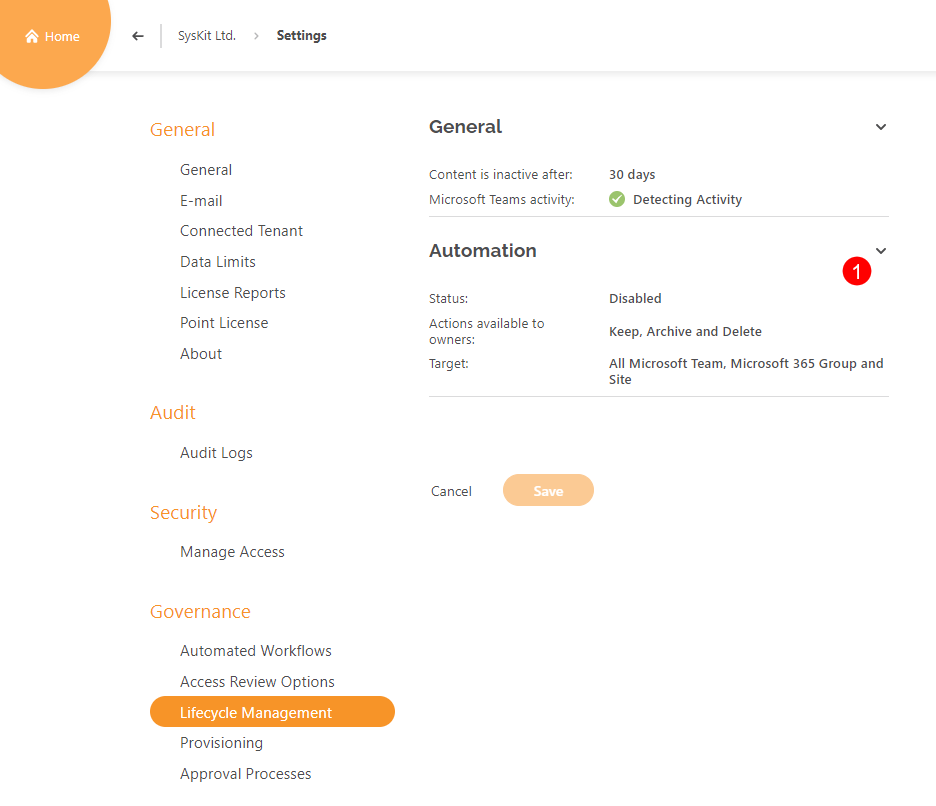 Home
SysKit Ltd. > Settings
General
General
E-mail
Connected Tenant
Data Limits
License Reports
Point License
About
Audit
Audit Logs
Security
Manage Access
Governance
Automated Workflows
Access Review Options
Lifecycle Management
Provisioning
Approval Processes
General
Content is inactive after: 30 days
Microsoft Teams activity: Detecting Activity
Automation
1
Status: Disabled
Actions available to
owners:
Keep, Archive and Delete
Target: All Microsoft Team, Microsoft 365 Group and
Site
Cancel Save